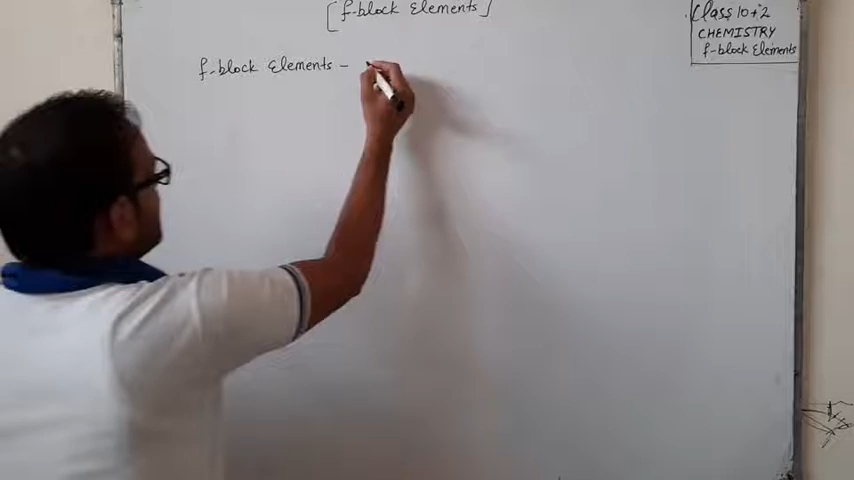 [f-block Elements]
Class 10+2
CHEMISTRY
f-block Elements
f-block Elements -